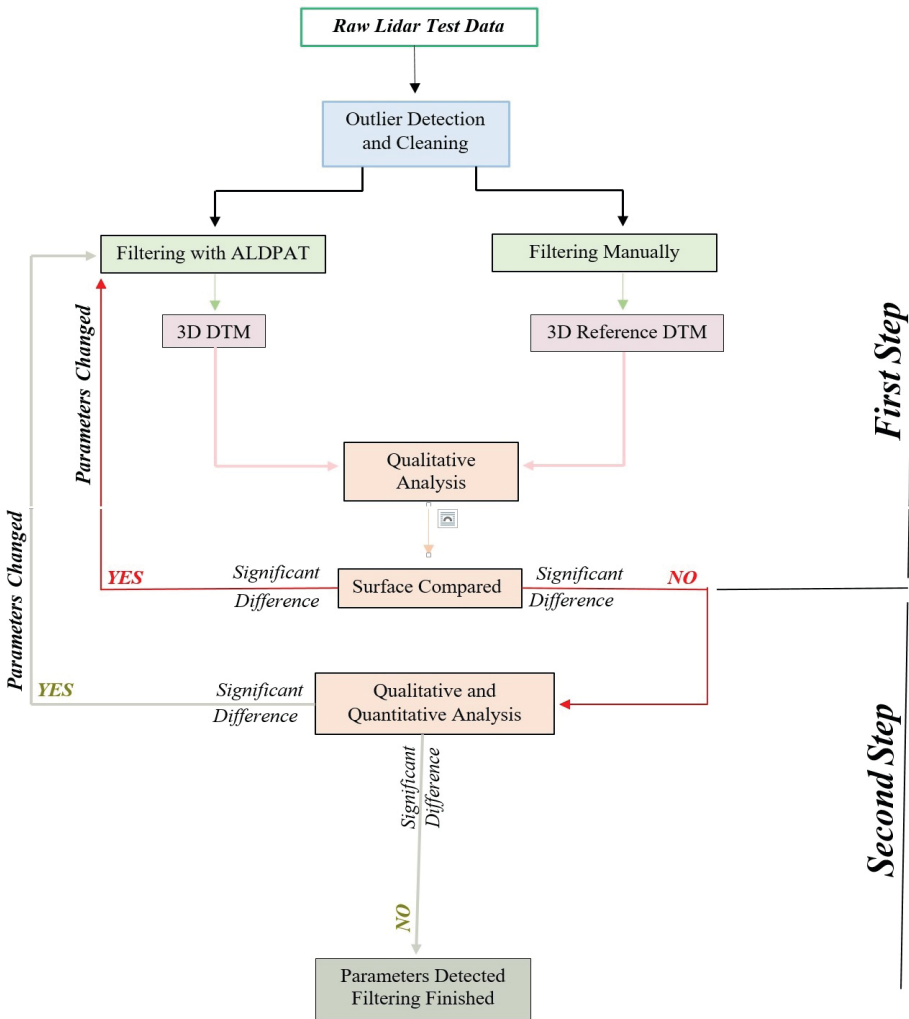 Raw Lidar Test Data
Outlier Detection
and Cleaning
Filtering with ALDPAT
Filtering Manually
3D DTM
3D Reference DTM
Parameters Changed
Parameters Changed
First Step
Qualitative
Analysis
YES
Significant
Difference
Surface Compared
Significant
Difference
NO
YES
Significant
Difference
Qualitative and
Quantitative Analysis
Significant
Difference
NO
Second Step
Parameters Detected
Filtering Finished